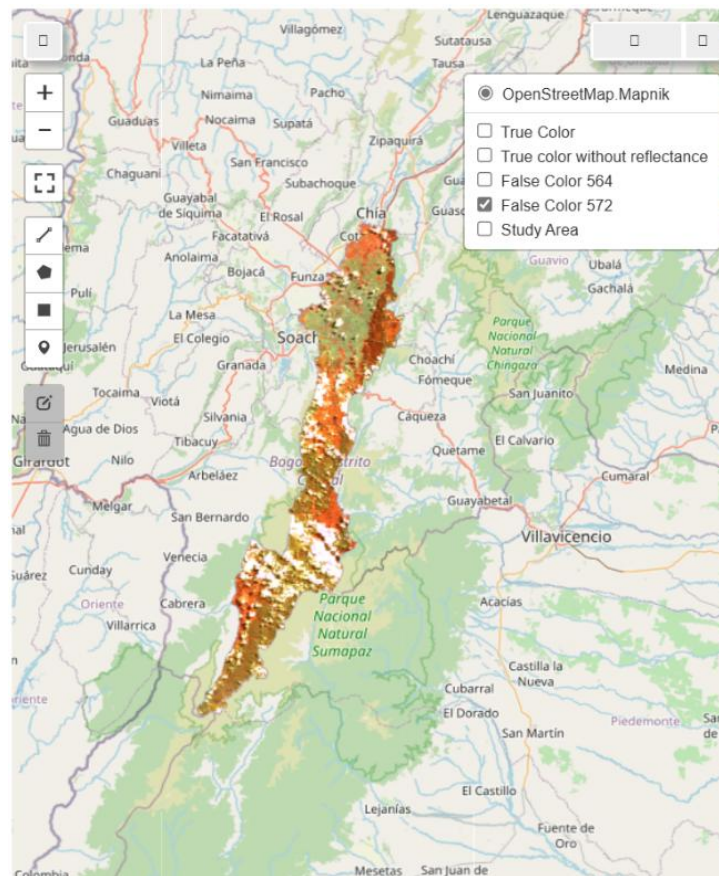 Villagómez
Lenguazaque
La Peña
Sutatausa
Tausa
Nimaima
Pacho
Guaduas
Nocaima
Supatá
Villeta
Zipaquirá
Chaguaní
San Francisco
Subachoque
Guayabal
de Síquima
El Rosal
Chía
Facatativá
Anolaima
Bojacá
Funza
Pulí
La Mesa
Jerusalén
El Colegio
Soach
Granada
Choachí
Fómeque
Tocaima
Viotá
Silvania
Cáqueza
Agua de Dios
Tibacuy
Girardot
Nilo
Arbeláez
Quetame
Melgar
San Bernardo
Guayabetal
Villavicencio
Suárez
Cunday
Venecia
Oriente
Cabrera
Villarrica
Parque
Nacional
Natural
Sumapaz
Acacías
Castilla la
Nueva
Cubarral
El Dorado
San Martín
Piedemonte
El Castillo
Lejanías
Fuente de
Oro
Colombia
Mesetas
San Juan de
Guavio
Ubalá
Gachalá
Parque
Nacional
Natural
Chingaza
Medina
San Juanito
El Calvario
Cumaral
+
−
OpenStreetMap.Mapnik
True Color
True color without reflectance
False Color 564
False Color 572
Study Area